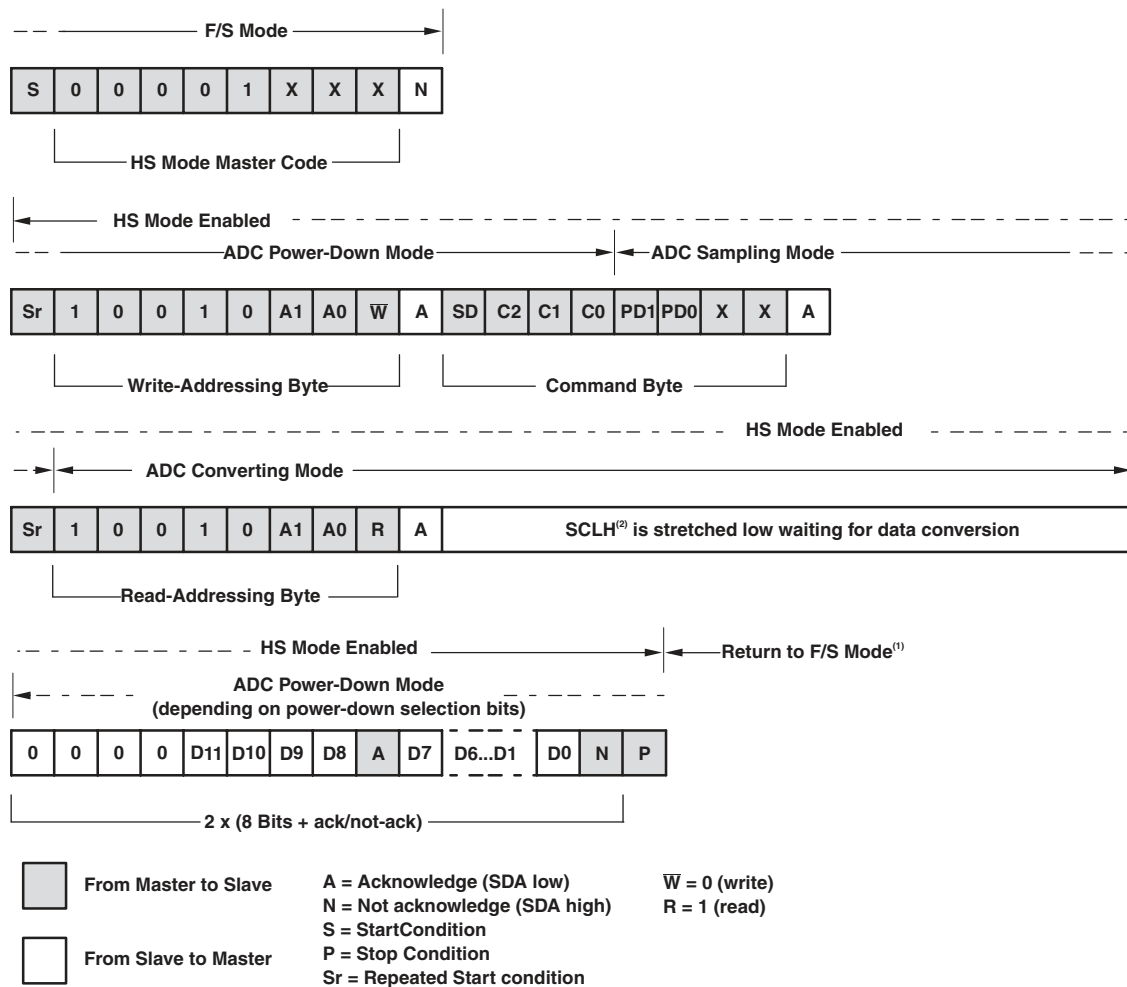 F/S Mode
S 0 0 0 0 1 X X X N
HS Mode Master Code
HS Mode Enabled
ADC Power-Down Mode ADC Sampling Mode
Sr 1 0 0 1 0 A1 A0 W̅ A SD C2 C1 C0 PD1 PD0 X X A
Write-Addressing Byte Command Byte
HS Mode Enabled
ADC Converting Mode
Sr 1 0 0 1 0 A1 A0 R A SCLH(2) is stretched low waiting for data conversion
Read-Addressing Byte
HS Mode Enabled Return to F/S Mode(1)
ADC Power-Down Mode
(depending on power-down selection bits)
0 0 0 0 D11 D10 D9 D8 A D7 D6...D1 D0 N P
2 x (8 Bits + ack/not-ack)
From Master to Slave
From Slave to Master
A = Acknowledge (SDA low)
N = Not acknowledge (SDA high)
S = StartCondition
P = Stop Condition
Sr = Repeated Start condition
W̅ = 0 (write)
R = 1 (read)